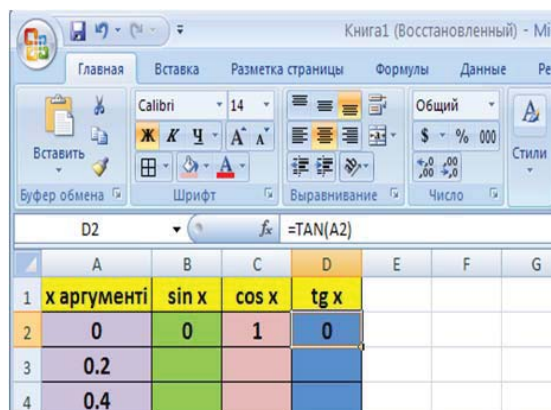 Книга1 (Восстановленный) - Mi
Главная Вставка Разметка страницы Формулы Данные Ре
Calibri 14 Общий
Ж К Ч A A
$ % 000
Вставить Стили
Буфер обмена Шрифт Выравнивание Число
D2 fx =TAN(A2)
A B C D E F G
1 х аргументі sin x cos x tg x
2 0 0 1 0
3 0.2
4 0.4